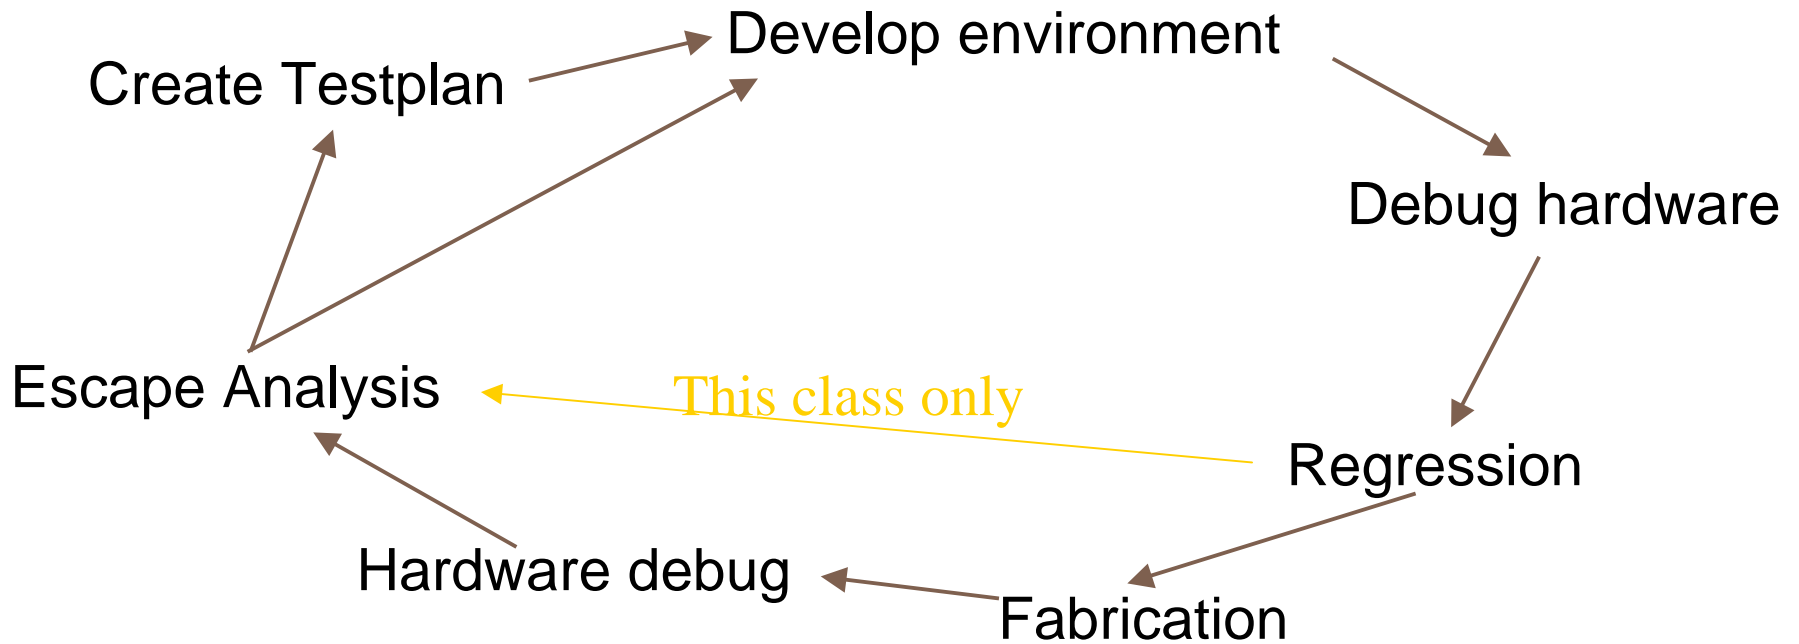 Develop environment
Create Testplan
Debug hardware
Escape Analysis
This class only
Regression
Hardware debug
Fabrication